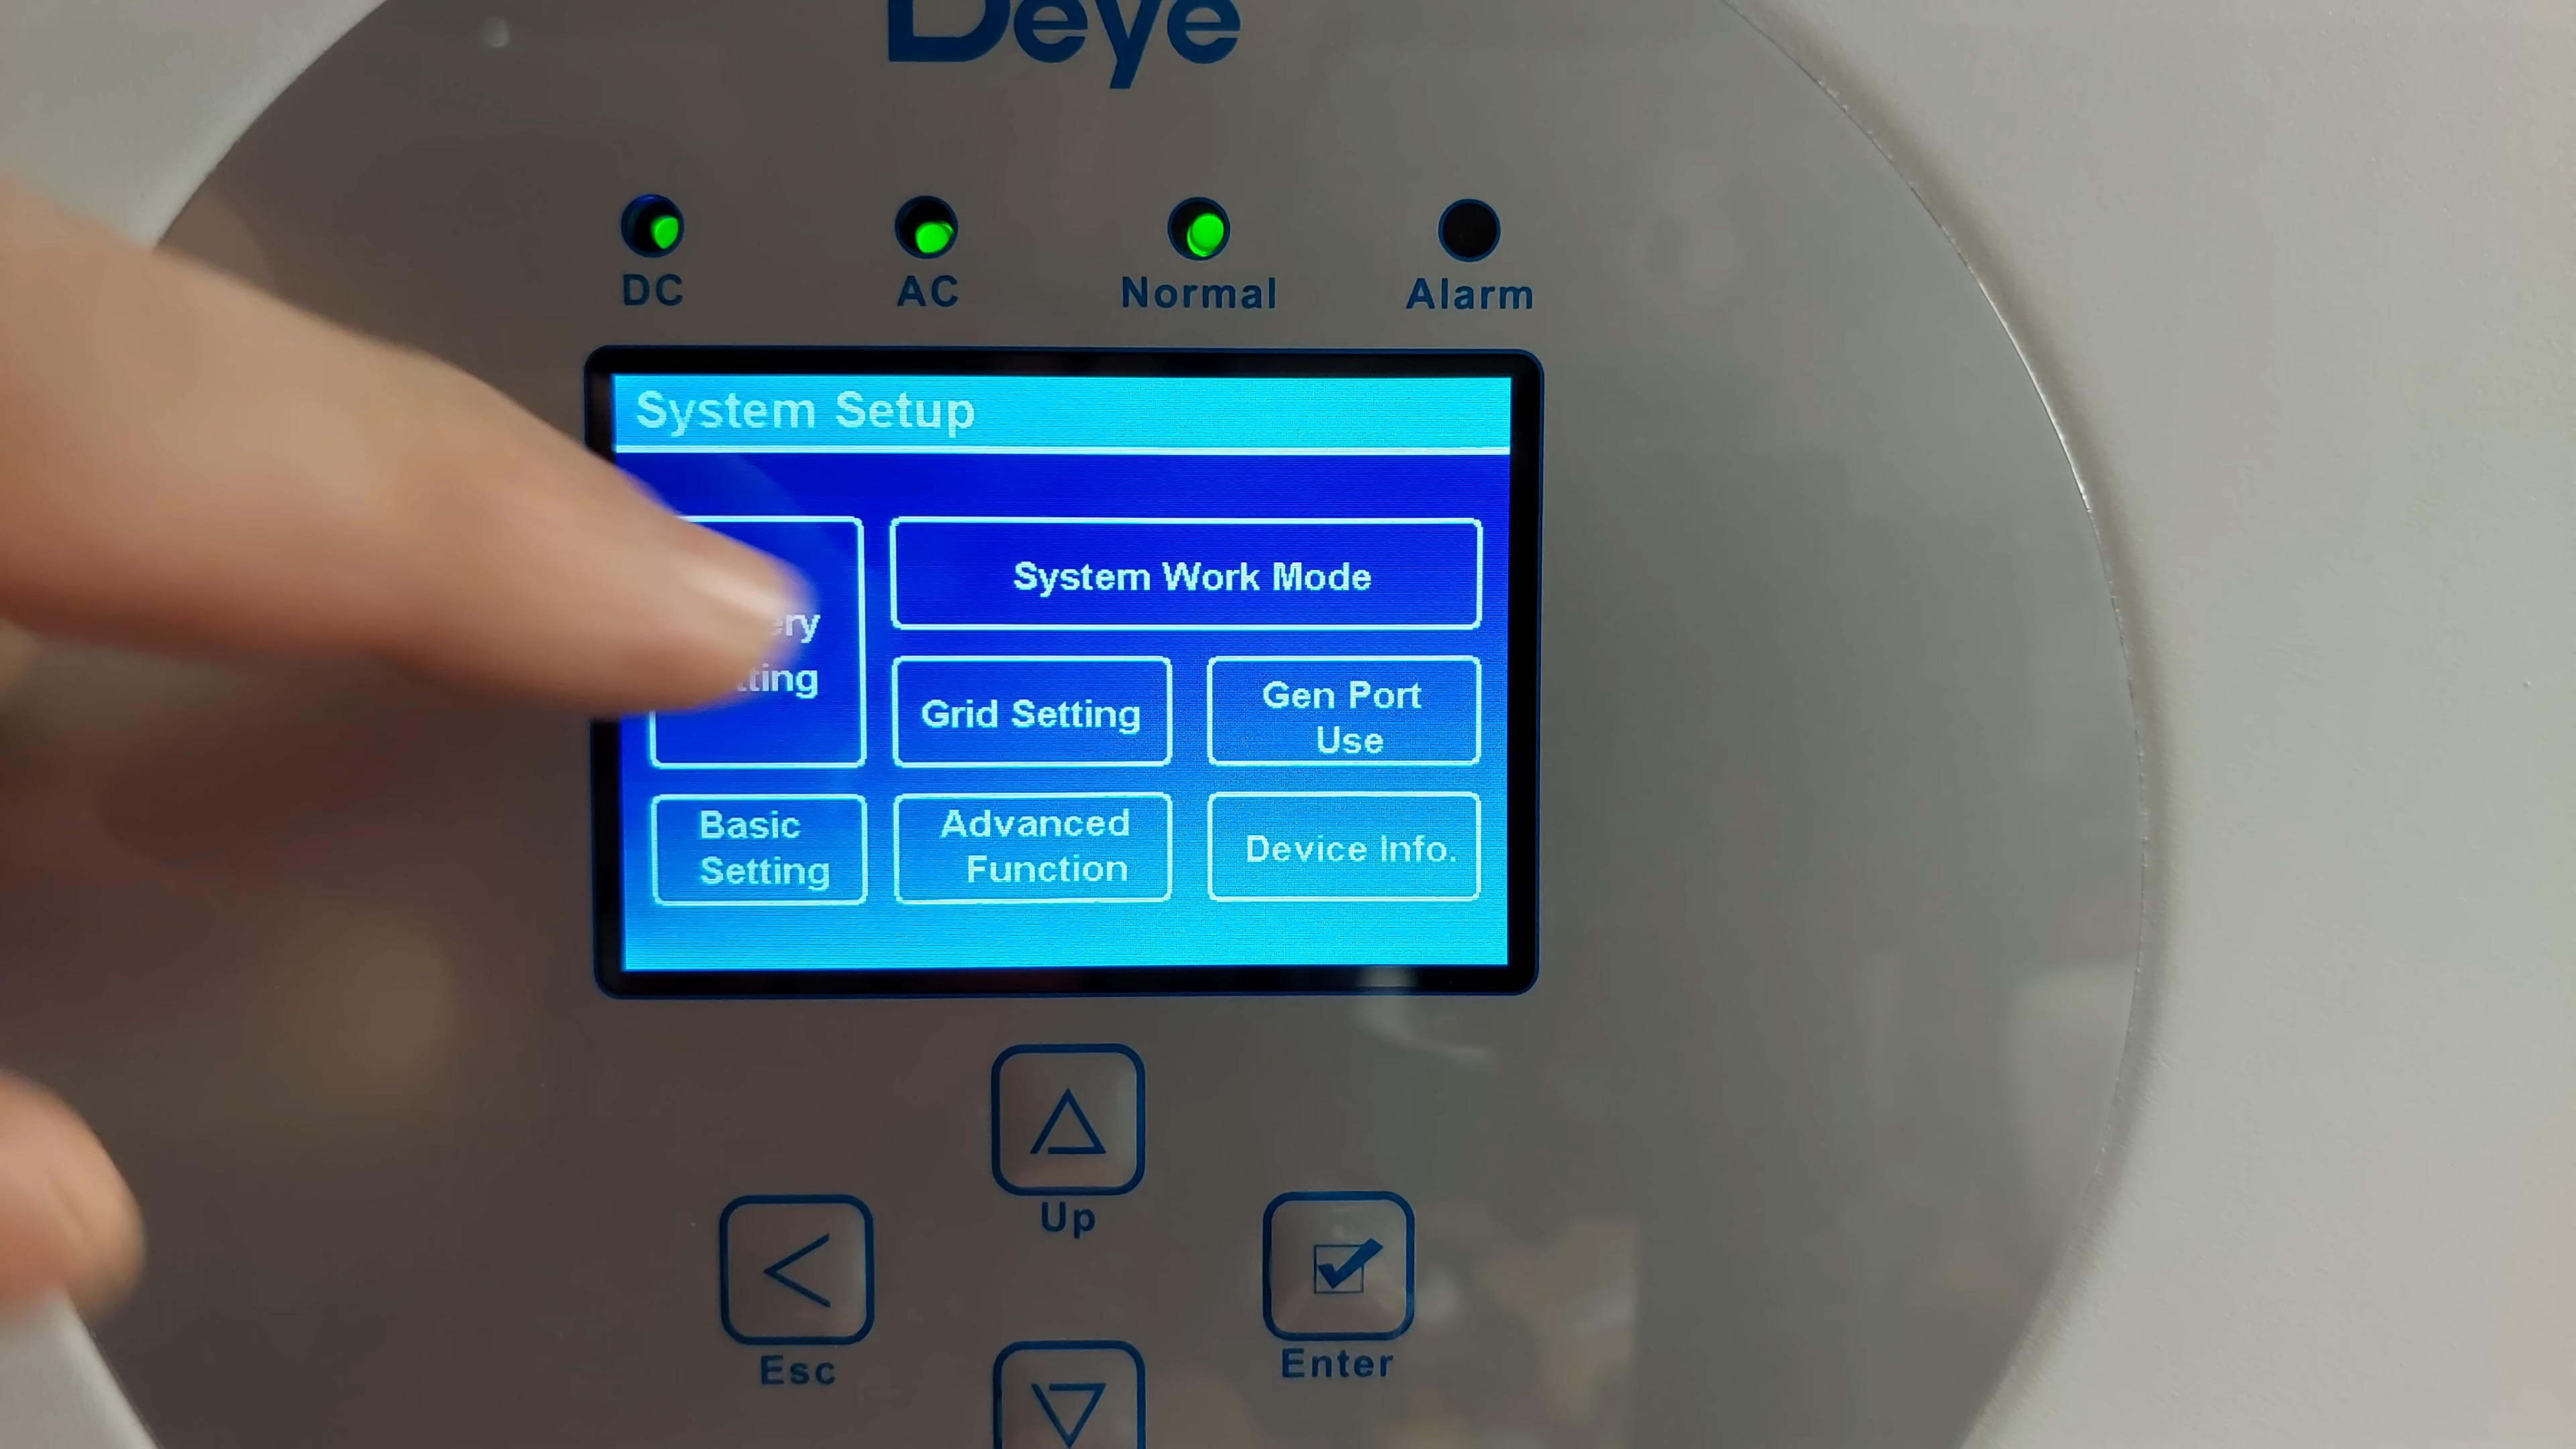 Deye
DC
AC
Normal
Alarm
System Setup
System Work Mode
Grid Setting
Gen Port
Use
Basic
Setting
Advanced
Function
Device Info.
Up
Esc
Enter